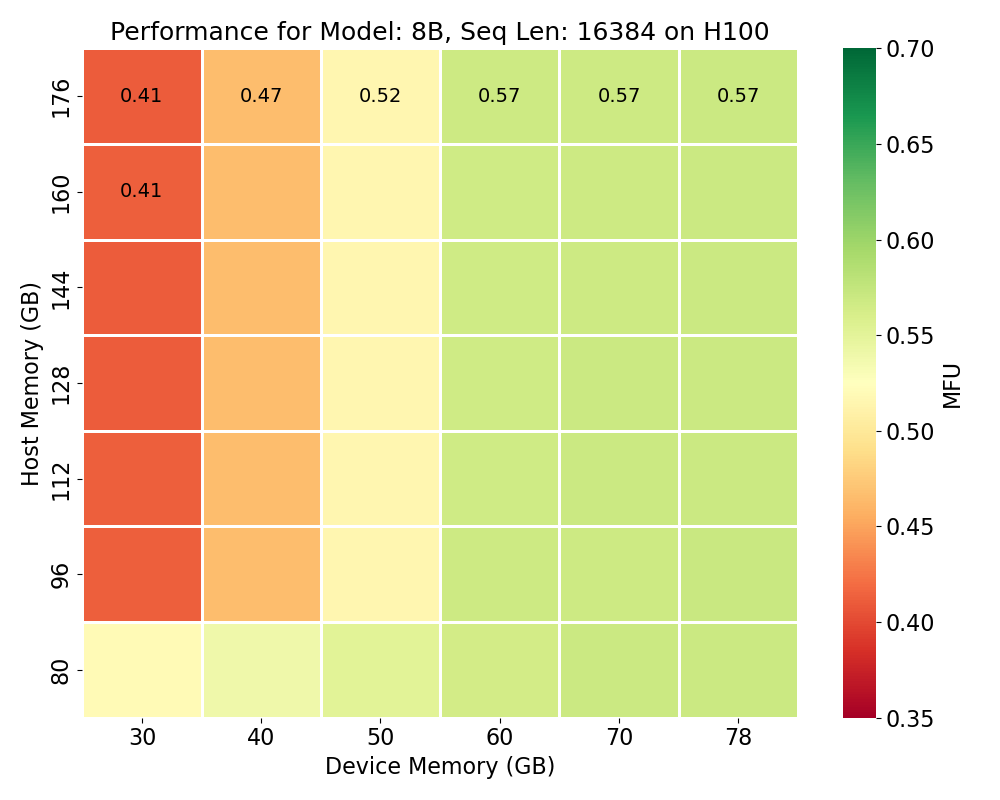 Performance for Model: 8B, Seq Len: 16384 on H100
176
0.41 0.47 0.52 0.57 0.57 0.57
160
0.41
144
128
112
96
80
Host Memory (GB)
30 40 50 60 70 78
Device Memory (GB)
0.70
0.65
0.60
0.55
0.50
0.45
0.40
0.35
MFU